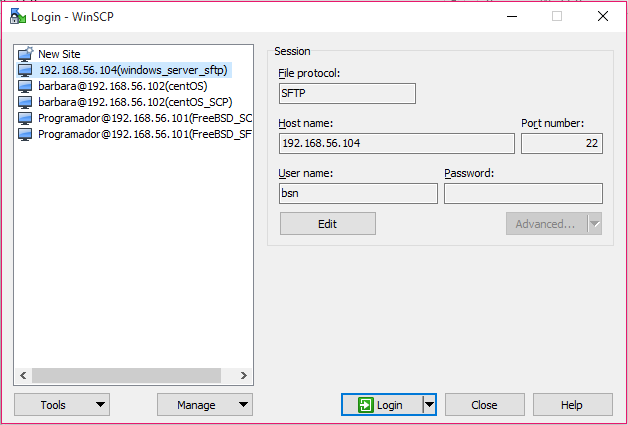 Login - WinSCP
New Site
192.168.56.104(windows_server_sftp)
barbara@192.168.56.102(centOS)
barbara@192.168.56.102(centOS_SCP)
Programador@192.168.56.101(FreeBSD_SC
Programador@192.168.56.101(FreeBSD_SF
Session
File protocol:
SFTP
Host name:
Port number:
192.168.56.104
22
User name:
Password:
bsn
Edit
Advanced...
Tools
Manage
Login
Close
Help